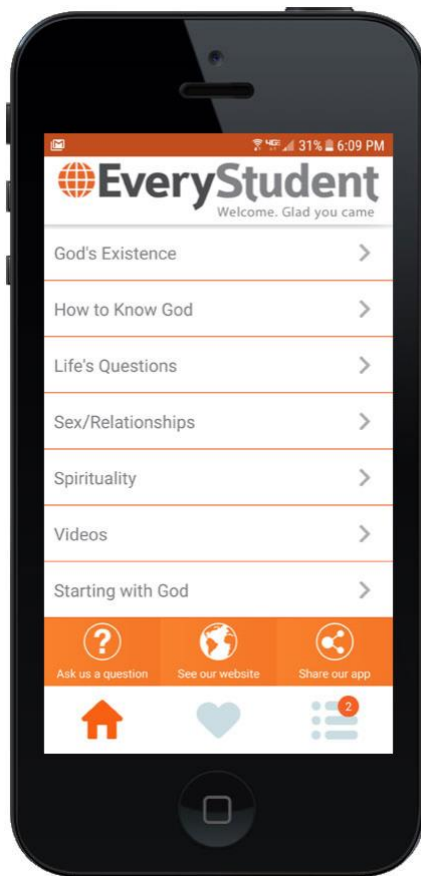 4G 31% 6:09 PM
EveryStudent
Welcome. Glad you came
God's Existence
How to Know God
Life's Questions
Sex/Relationships
Spirituality
Videos
Starting with God
?
Ask us a question See our website Share our app
2